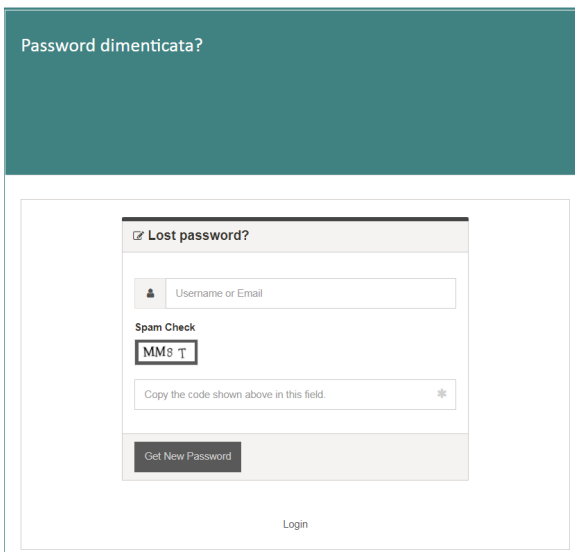 Password dimenticata?
Lost password?
Username or Email
Spam Check
MM8 T
Copy the code shown above in this field.
Get New Password
Login